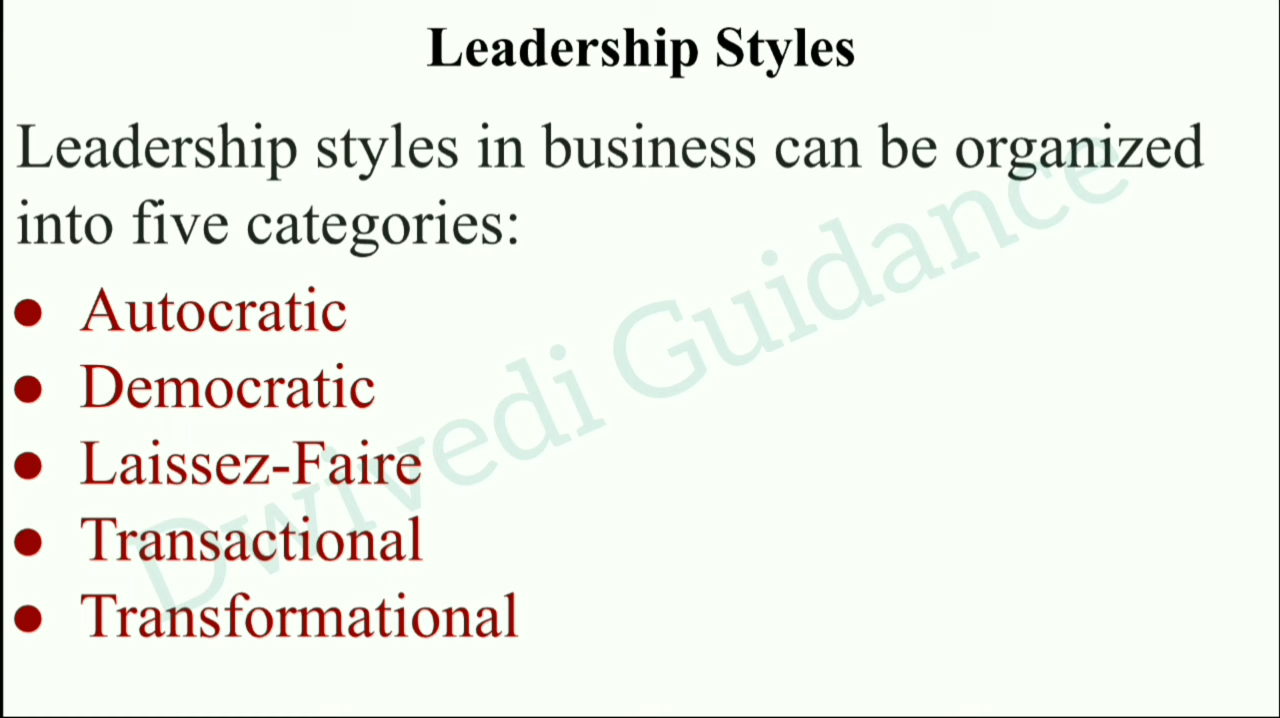 Leadership Styles
Leadership styles in business can be organized
into five categories:
● Autocratic
● Democratic
● Laissez-Faire
● Transactional
● Transformational
Dwivedi Guidance